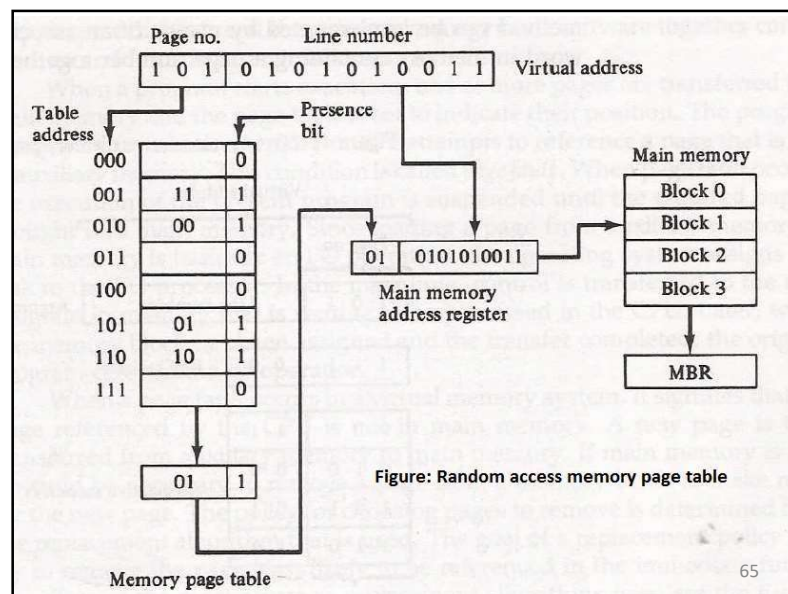 Page no. Line number
1 0 1 0 1 0 1 0 1 0 0 1 1 Virtual address
Table
address
Presence
bit
000 0
001 11 1
010 00 1
011 0
100 0
101 01 1
110 10 1
111 0
01 1
Memory page table
01 0101010011
Main memory
address register
Main memory
Block 0
Block 1
Block 2
Block 3
MBR
Figure: Random access memory page table
65